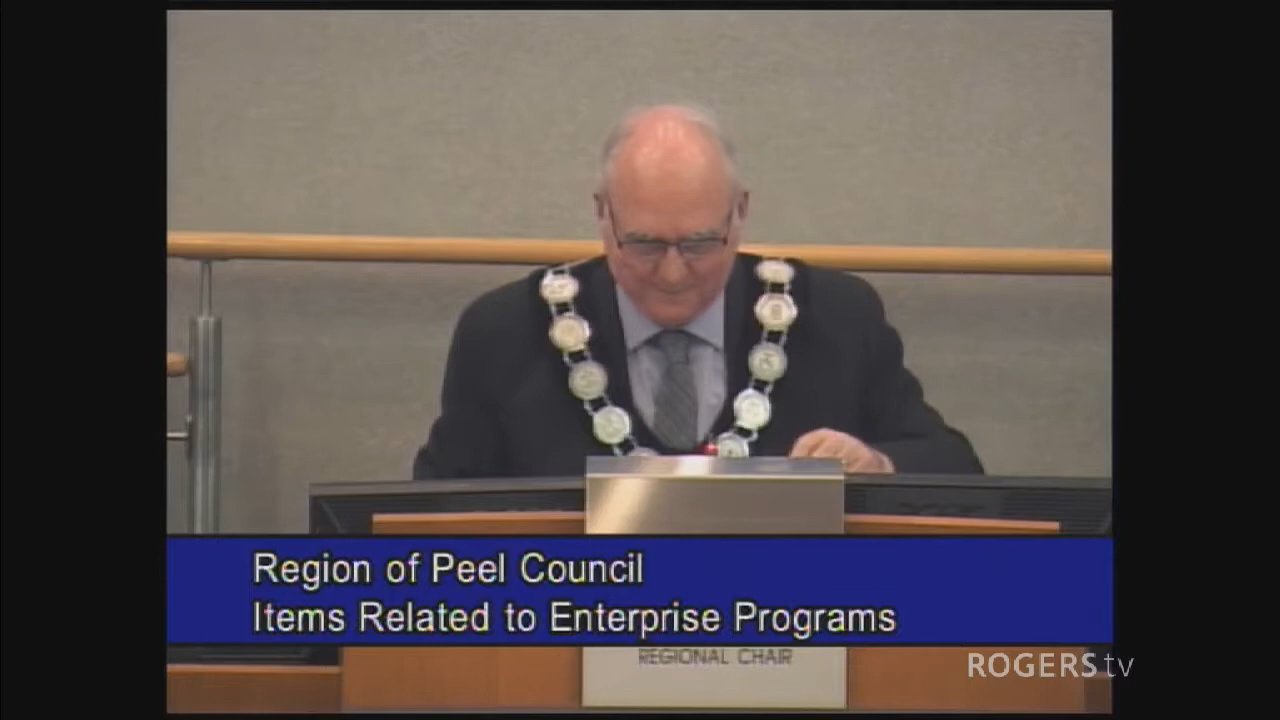 Region of Peel Council
Items Related to Enterprise Programs
REGIONAL CHAIR
ROGERS tv